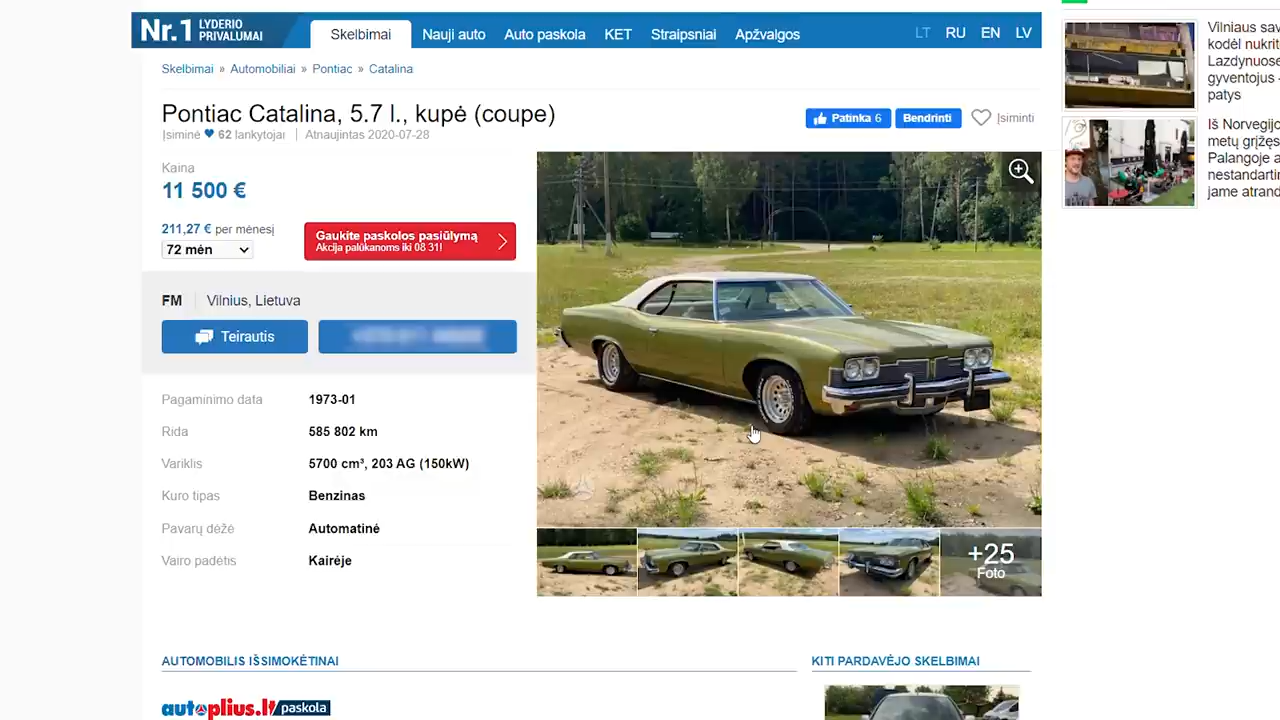 Nr.1 LYDERIO
PRIVALUMAI
Skelbimai Nauji auto Auto paskola KET Straipsniai Apžvalgos LT RU EN LV
Skelbimai » Automobiliai » Pontiac » Catalina
Pontiac Catalina, 5.7 l., kupė (coupe)
Įsiminė 62 lankytojai | Atnaujintas 2020-07-28
Patinka 6 Bendrinti Įsiminti
Kaina
11 500 €
211,27 € per mėnesį
72 mėn
Gaukite paskolos pasiūlymą
Akcija palūkanoms iki 08 31!
FM Vilnius, Lietuva
Teirautis
Pagaminimo data 1973-01
Rida 585 802 km
Variklis 5700 cm³, 203 AG (150kW)
Kuro tipas Benzinas
Pavarų dėžė Automatinė
Vairo padėtis Kairėje
+25
Foto
AUTOMOBILIS IŠSIMOKĖTINAI
KITI PARDAVĖJO SKELBIMAI
autoplius.lt paskola
Vilniaus sav
kodėl nukrit
Lazdynuose
gyventojus -
patys
Iš Norvegijo
metų grįžęs
Palangoje a
nestandartin
jame atrand